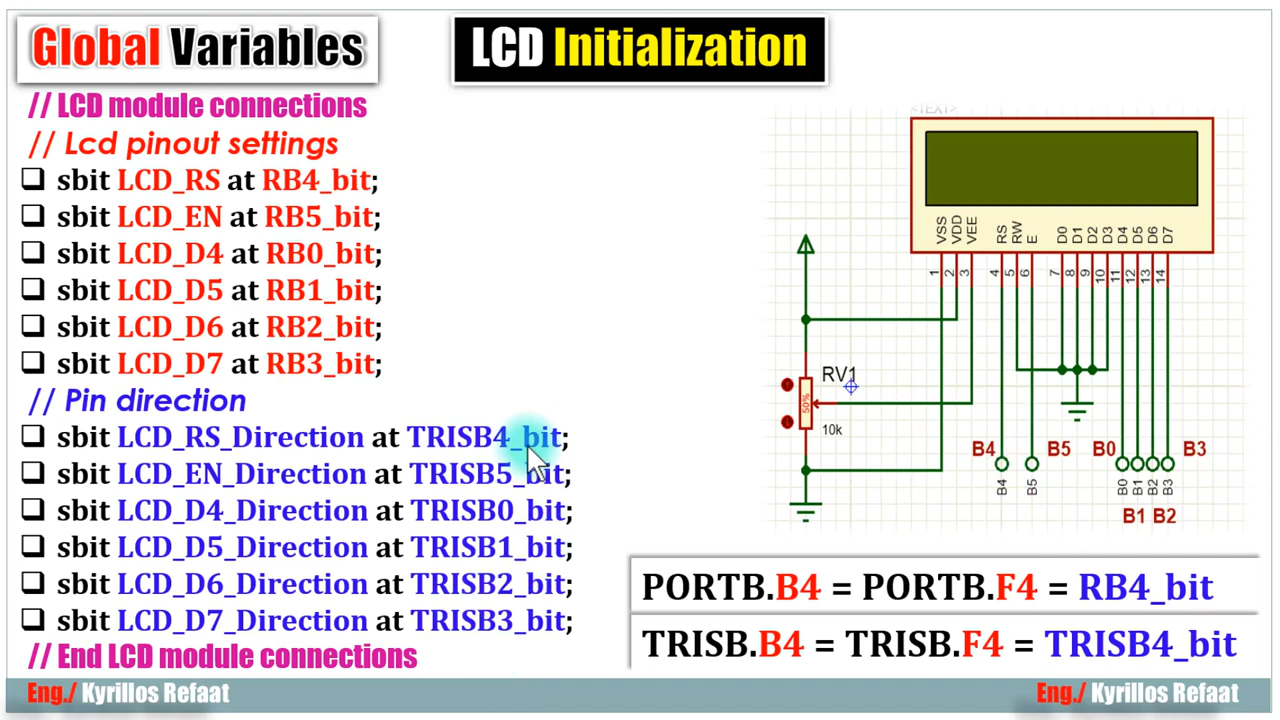 Global Variables
LCD Initialization
// LCD module connections
// Lcd pinout settings
❑ sbit LCD_RS at RB4_bit;
❑ sbit LCD_EN at RB5_bit;
❑ sbit LCD_D4 at RB0_bit;
❑ sbit LCD_D5 at RB1_bit;
❑ sbit LCD_D6 at RB2_bit;
❑ sbit LCD_D7 at RB3_bit;
// Pin direction
❑ sbit LCD_RS_Direction at TRISB4_bit;
❑ sbit LCD_EN_Direction at TRISB5_bit;
❑ sbit LCD_D4_Direction at TRISB0_bit;
❑ sbit LCD_D5_Direction at TRISB1_bit;
❑ sbit LCD_D6_Direction at TRISB2_bit;
❑ sbit LCD_D7_Direction at TRISB3_bit;
// End LCD module connections
<TEXT>
VSS VDD VEE RS RW E D0 D1 D2 D3 D4 D5 D6 D7
1 2 3 4 5 6 7 8 9 10 11 12 13 14
RV1
50%
10k
B4 B5 B0 B3
B4 B5 B0 B1 B2 B3
B1 B2
PORTB.B4 = PORTB.F4 = RB4_bit
TRISB.B4 = TRISB.F4 = TRISB4_bit
Eng./ Kyrillos Refaat
Eng./ Kyrillos Refaat